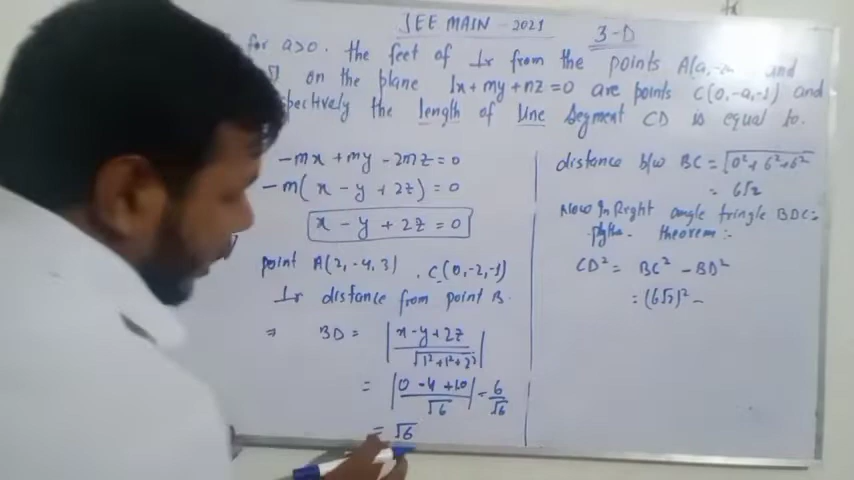 JEE MAIN - 2021
3-D
for a>0. the feet of ⊥r from the points A(a, and
on the plane lx + my + nz = 0 are points C(0,-a,-1) and
spectively the length of line segment CD is equal to.
-mx + my - 2mz = 0
-m( x - y + 2z ) = 0
x - y + 2z = 0
point A(2,-4,3) , C(0,-2,-1)
⊥r distance from point B.
⇒ BD = | x-y+2z / √1²+1²+2² |
= | 0 - 4 + 10 / √6 | = 6/√6
= √6
distance b/w BC = √0²+6²+6²
= 6√2
Now In Rright angle tringle BDC =
pytha. theorem :-
CD² = BC² - BD²
= (6√2)² -